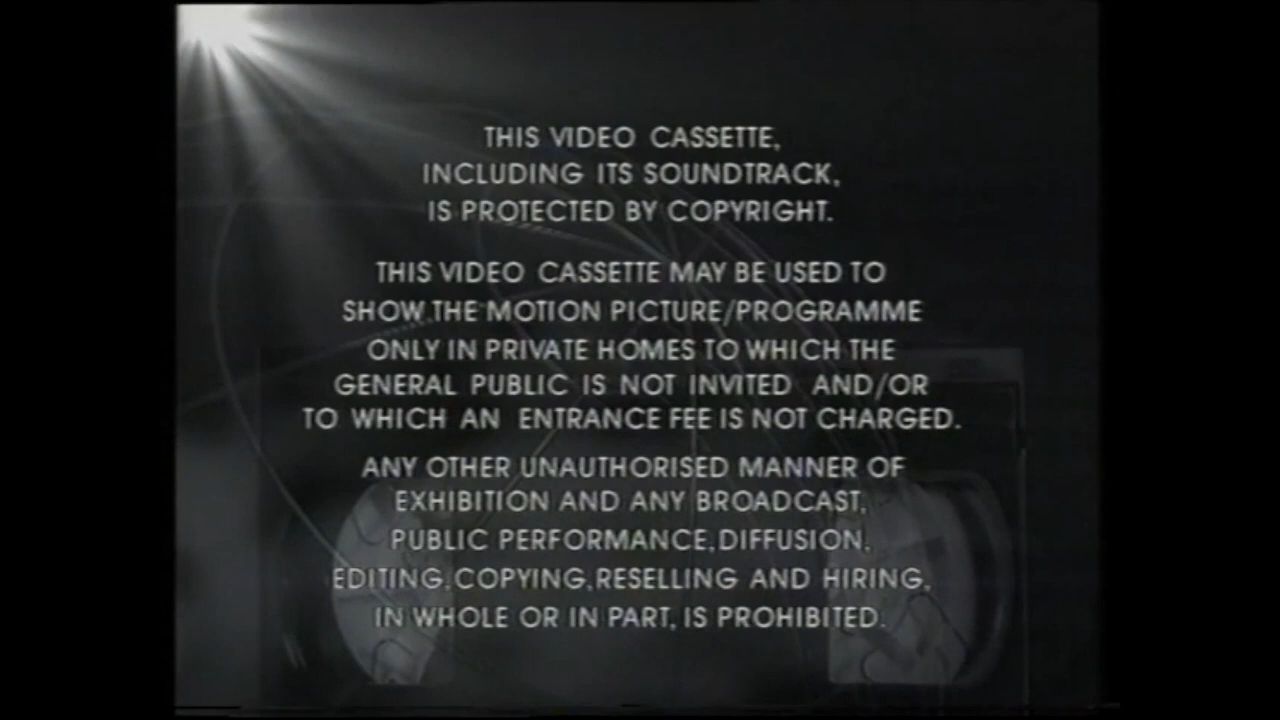 THIS VIDEO CASSETTE,
INCLUDING ITS SOUNDTRACK,
IS PROTECTED BY COPYRIGHT.
THIS VIDEO CASSETTE MAY BE USED TO
SHOW THE MOTION PICTURE/PROGRAMME
ONLY IN PRIVATE HOMES TO WHICH THE
GENERAL PUBLIC IS NOT INVITED AND/OR
TO WHICH AN ENTRANCE FEE IS NOT CHARGED.
ANY OTHER UNAUTHORISED MANNER OF
EXHIBITION AND ANY BROADCAST,
PUBLIC PERFORMANCE,DIFFUSION,
EDITING,COPYING,RESELLING AND HIRING,
IN WHOLE OR IN PART, IS PROHIBITED.